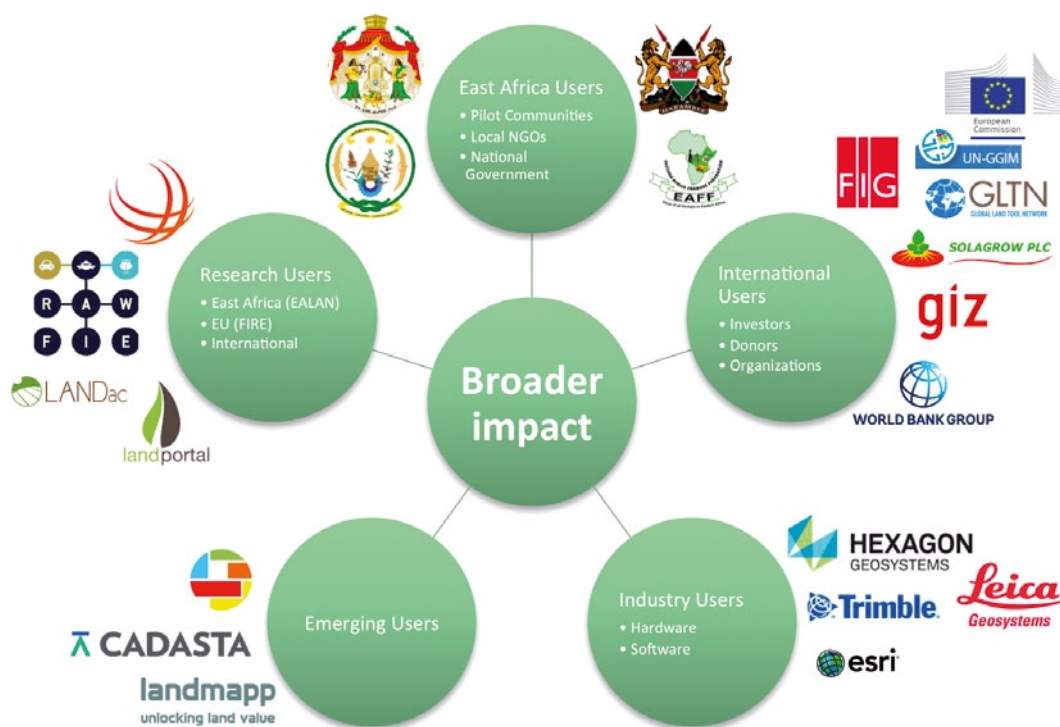 East Africa Users
• Pilot Communities
• Local NGOs
• National
Government
HARAMBEE
EAFF
European
Commission
FIG
UN-GGIM
GLTN
GLOBAL LAND TOOL NETWORK
SOLAGROW PLC
giz
WORLD BANK GROUP
International
Users
• Investors
• Donors
• Organizations
Research Users
• East Africa (EALAN)
• EU (FIRE)
• International
R A W
F I E
LANDac
landportal
Broader
impact
Emerging Users
CADASTA
landmapp
unlocking land value
Industry Users
• Hardware
• Software
HEXAGON
GEOSYSTEMS
Trimble.
Leica
Geosystems
esri